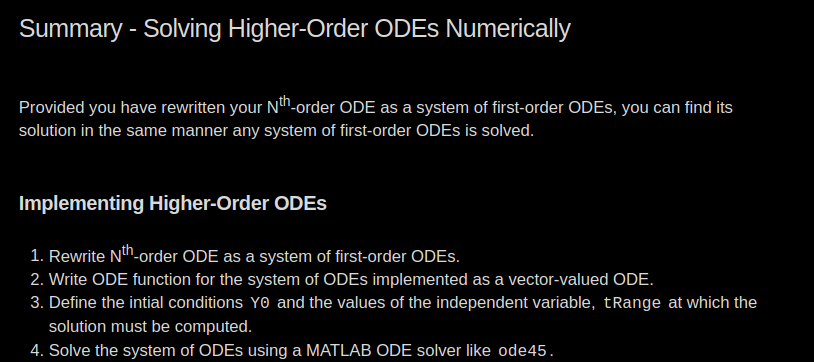 Summary - Solving Higher-Order ODEs Numerically
Provided you have rewritten your Nth-order ODE as a system of first-order ODEs, you can find its
solution in the same manner any system of first-order ODEs is solved.
Implementing Higher-Order ODEs
1. Rewrite Nth-order ODE as a system of first-order ODEs.
2. Write ODE function for the system of ODEs implemented as a vector-valued ODE.
3. Define the intial conditions Y0 and the values of the independent variable, tRange at which the
solution must be computed.
4. Solve the system of ODEs using a MATLAB ODE solver like ode45.